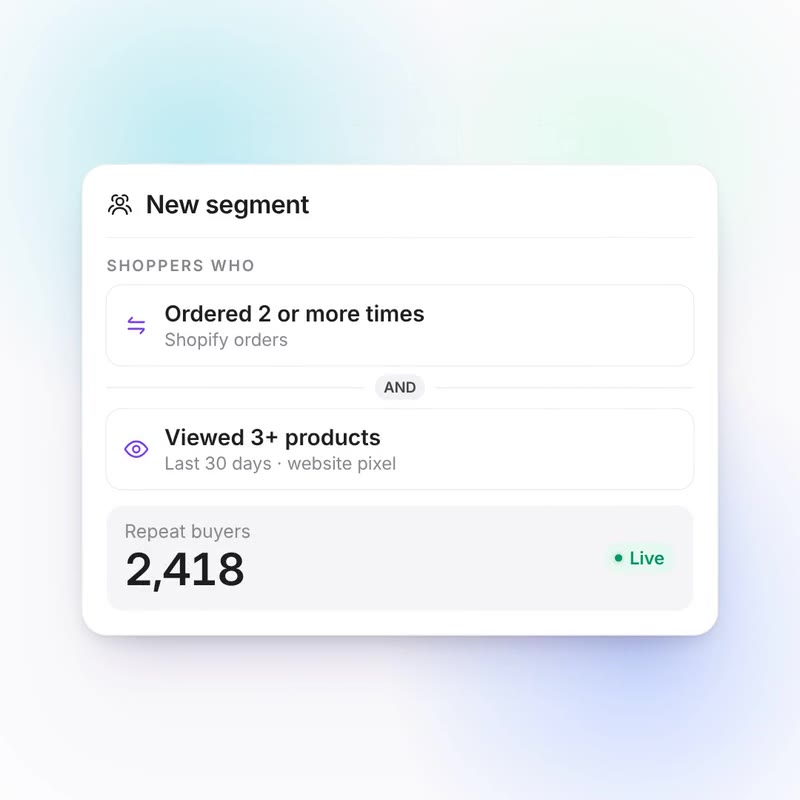 New segment
SHOPPERS WHO
Ordered 2 or more times
Shopify orders
AND
Viewed 3+ products
Last 30 days · website pixel
Repeat buyers
2,418
Live